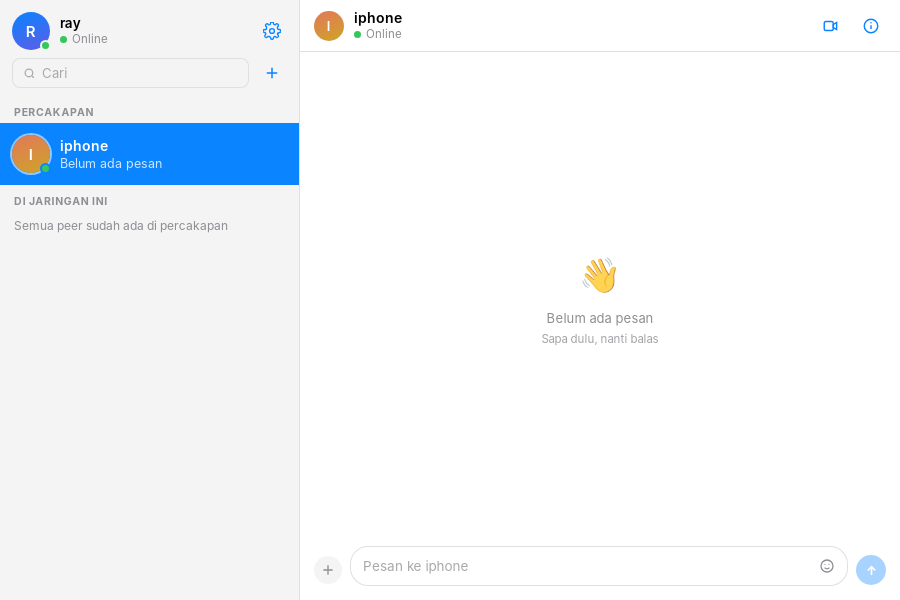 R
ray
Online
Cari
PERCAKAPAN
I
iphone
Belum ada pesan
DI JARINGAN INI
Semua peer sudah ada di percakapan
I
iphone
Online
Belum ada pesan
Sapa dulu, nanti balas
Pesan ke iphone